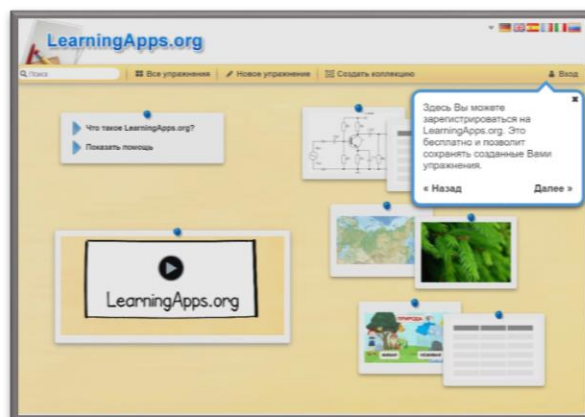 LearningApps.org
Поиск
Все упражнения
Новое упражнение
Создать коллекцию
Вход
Что такое LearningApps.org?
Показать помощь
Здесь Вы можете
зарегистрироваться на
LearningApps.org. Это
бесплатно и позволит
сохранять созданные Вами
упражнения.
« Назад
Далее »
LearningApps.org
ПРИРОДА